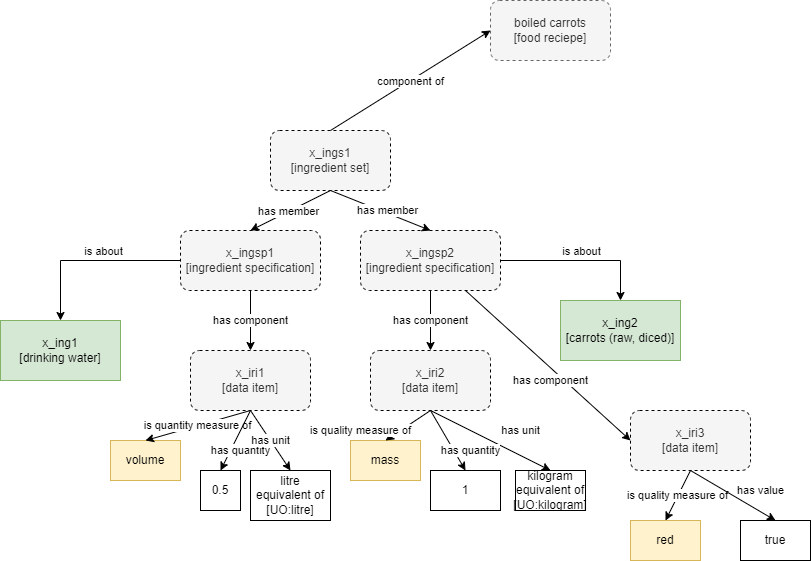 boiled carrots
[food reciepe]
component of
x_ings1
[ingredient set]
has member
has member
x_ingsp1
[ingredient specification]
x_ingsp2
[ingredient specification]
is about
is about
x_ing1
[drinking water]
has component
has component
x_ing2
[carrots (raw, diced)]
x_iri1
[data item]
x_iri2
[data item]
has component
is quantity measure of
has quantity
has unit
is quality measure of
has quantity
has unit
x_iri3
[data item]
volume
0.5
litre
equivalent of
[UO:litre]
mass
1
kilogram
equivalent of
[UO:kilogram]
is quality measure of
has value
red
true